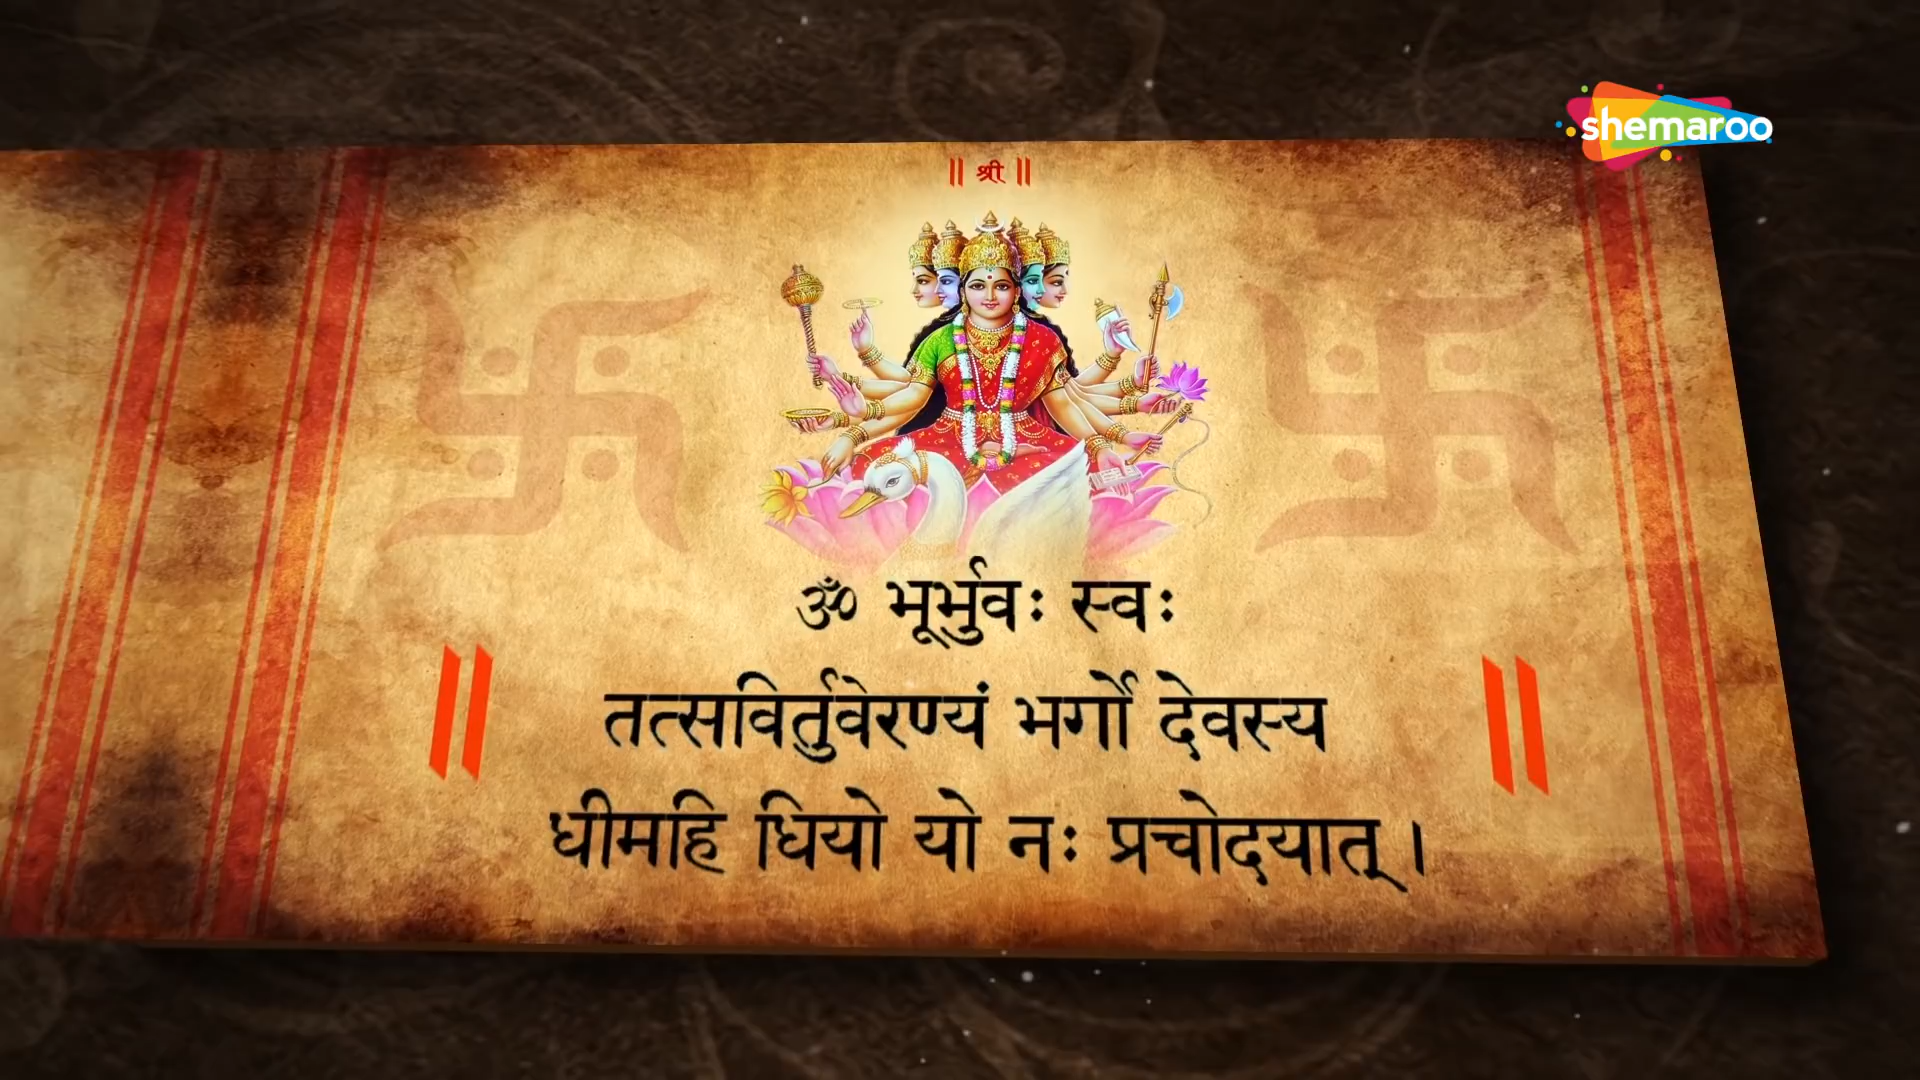 shemaroo
॥ श्री ॥
ॐ भूर्भुवः स्वः
॥ तत्सवितुर्वरेण्यं भर्गो देवस्य ॥
धीमहि धियो यो नः प्रचोदयात् ।